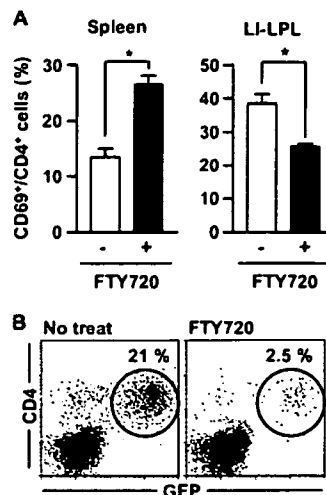 A
Spleen LI-LPL
CD69⁺/CD4⁺ cells (%)
30 50
40
20 30
10 20
10
0 0
* *
- + - +
FTY720 FTY720
B
No treat FTY720
21 % 2.5 %
CD4
GFP